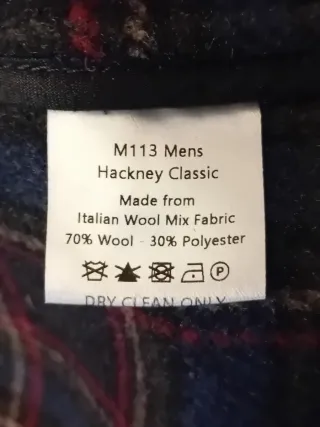 M113 Mens
Hackney Classic
Made from
Italian Wool Mix Fabric
70% Wool - 30% Polyester
P
DRY CLEAN ONLY